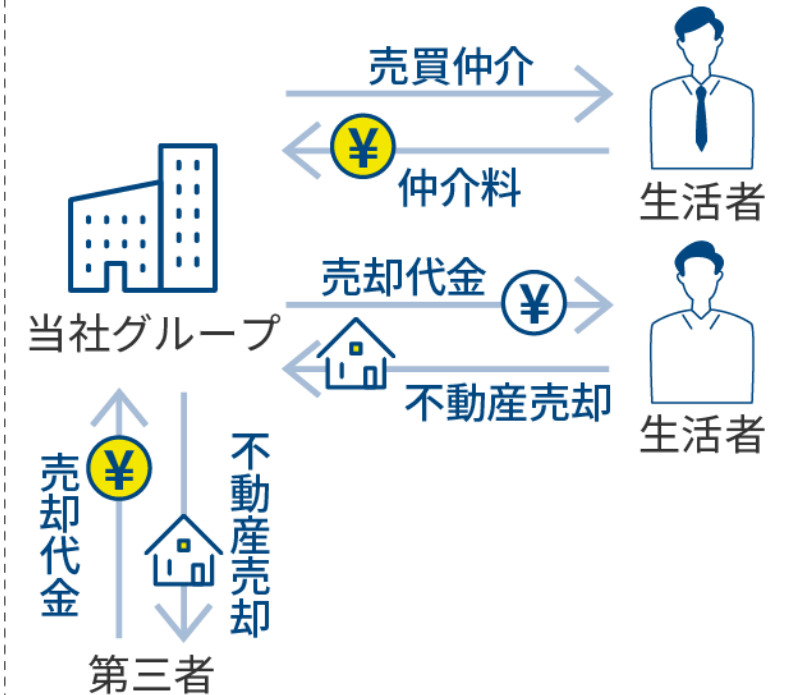 売買仲介
¥
仲介料
生活者
売却代金
¥
当社グループ
不動産売却
生活者
売却代金
¥
不動産売却
第三者